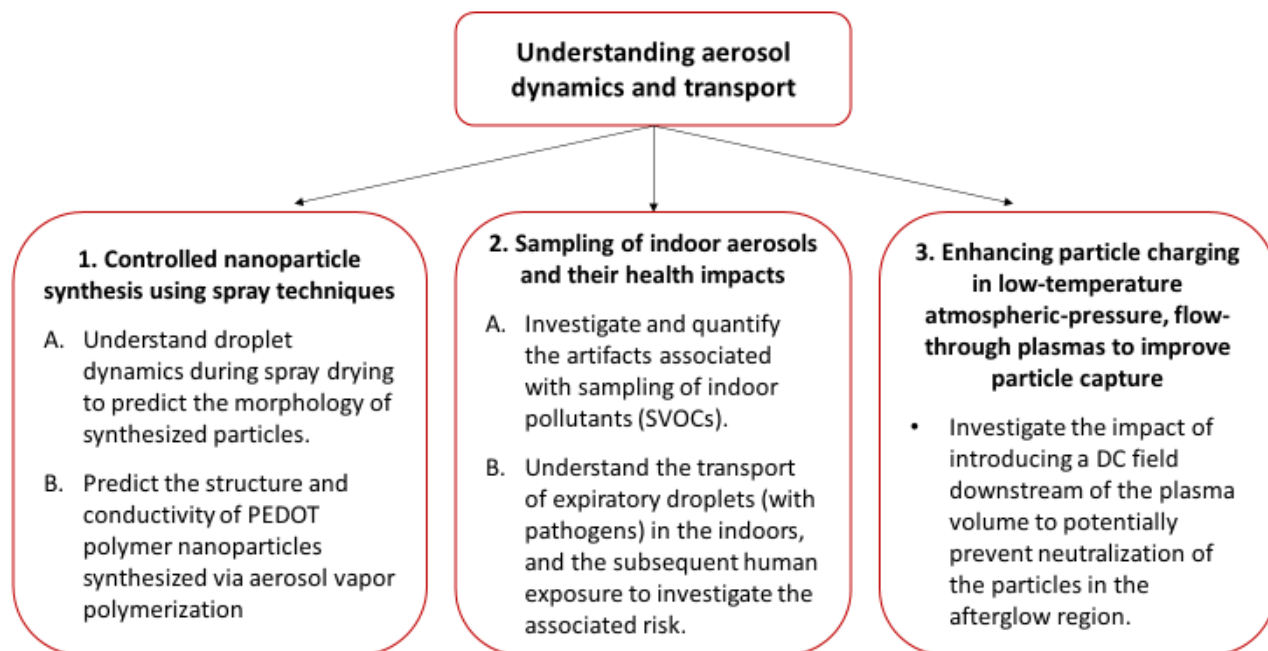 Understanding aerosol
dynamics and transport
1. Controlled nanoparticle
synthesis using spray techniques
A. Understand droplet
dynamics during spray drying
to predict the morphology of
synthesized particles.
B. Predict the structure and
conductivity of PEDOT
polymer nanoparticles
synthesized via aerosol vapor
polymerization
2. Sampling of indoor aerosols
and their health impacts
A. Investigate and quantify
the artifacts associated
with sampling of indoor
pollutants (SVOCs).
B. Understand the transport
of expiratory droplets (with
pathogens) in the indoors,
and the subsequent human
exposure to investigate the
associated risk.
3. Enhancing particle charging
in low-temperature
atmospheric-pressure, flow-
through plasmas to improve
particle capture
• Investigate the impact of
introducing a DC field
downstream of the plasma
volume to potentially
prevent neutralization of
the particles in the
afterglow region.